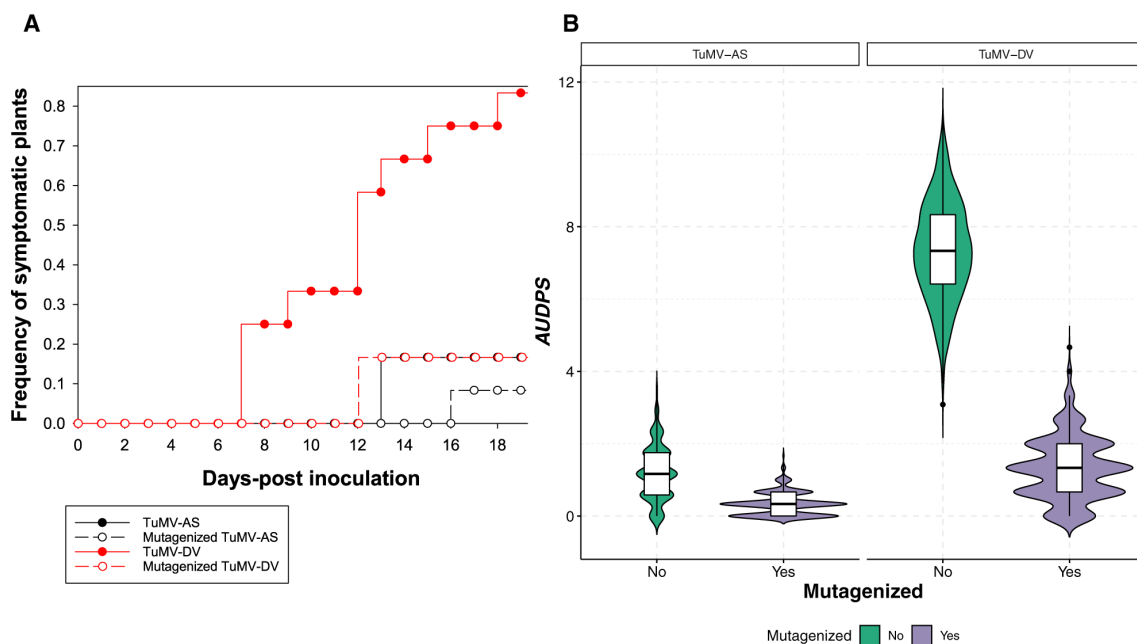 A
Frequency of symptomatic plants
0.8
0.7
0.6
0.5
0.4
0.3
0.2
0.1
0.0
0 2 4 6 8 10 12 14 16 18
Days-post inoculation
TuMV-AS
Mutagenized TuMV-AS
TuMV-DV
Mutagenized TuMV-DV
B
TuMV−AS TuMV−DV
AUDPS
12
8
4
0
No Yes No Yes
Mutagenized
Mutagenized No Yes